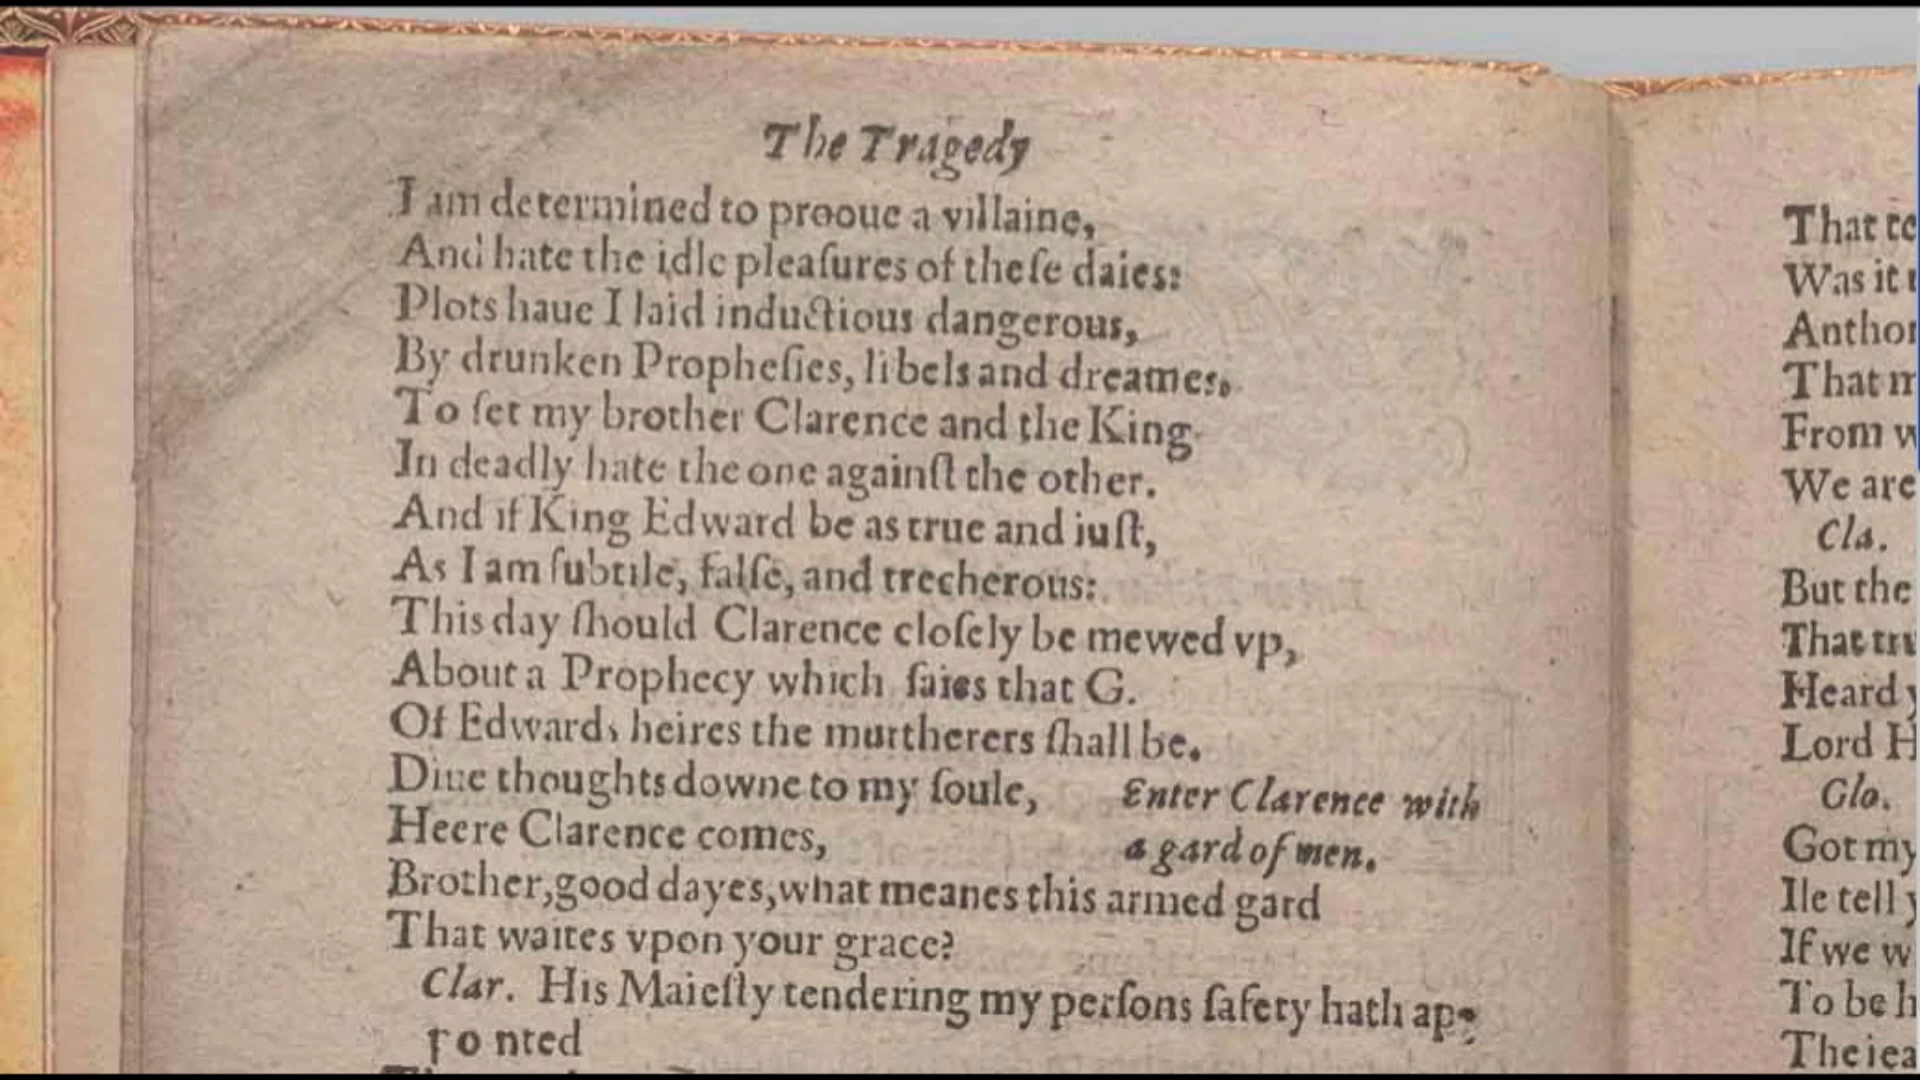 The Tragedy
I am determined to prooue a villaine,
And hate the idle pleaſures of theſe daies:
Plots haue I laid inductious dangerous,
By drunken Propheſies, libels and dreames.
To ſet my brother Clarence and the King
In deadly hate the one againſt the other.
And if King Edward be as true and iuſt,
As I am ſubtile, falſe, and trecherous:
This day ſhould Clarence cloſely be mewed vp,
About a Prophecy which ſaies that G.
Of Edwards heires the murtherers ſhall be.
Diue thoughts downe to my ſoule, Enter Clarence with
Heere Clarence comes, a gard of men.
Brother, good dayes, what meanes this armed gard
That waites vpon your grace?
Clar. His Maieſty tendering my perſons ſafety hath ap-
pointed
That
Was it
That
From
We are
Cla.
But the
That
Heard
Lord
Glo.
Got my
Ile tell
If we
To be